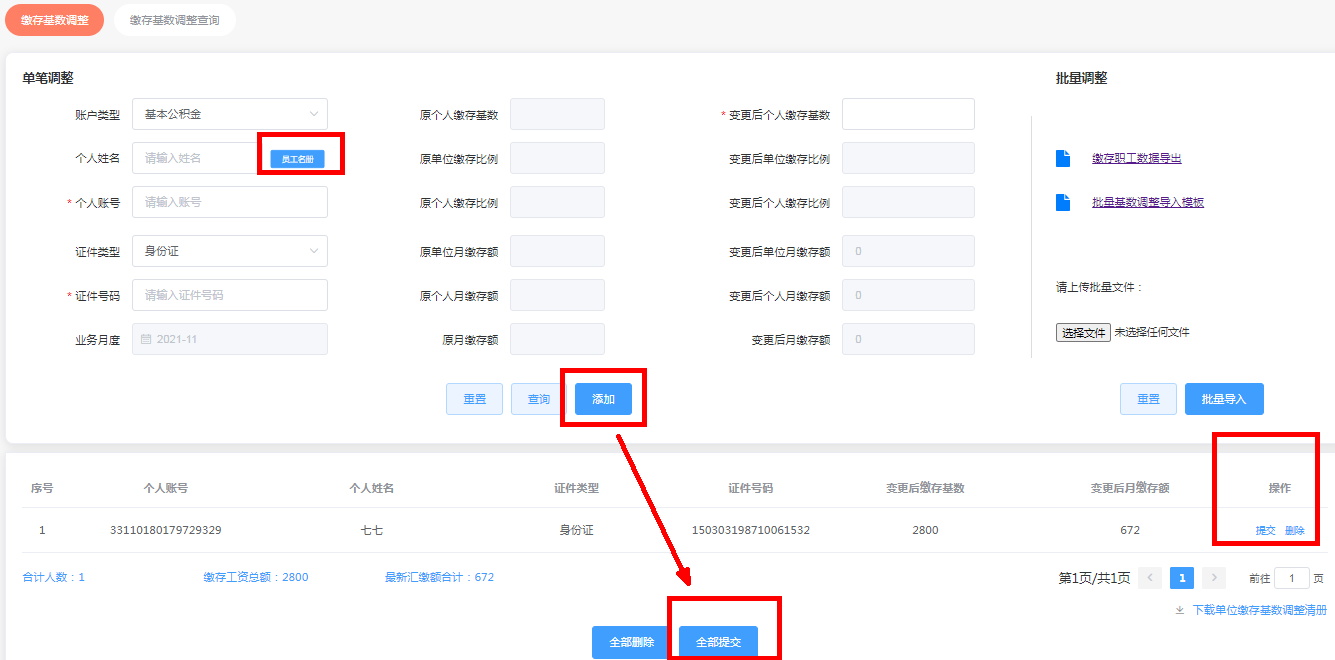 缴存基数调整 缴存基数调整查询
单笔调整 批量调整
账户类型 基本公积金 原个人缴存基数 * 变更后个人缴存基数
个人姓名 请输入姓名 员工名册 原单位缴存比例 变更后单位缴存比例 缴存职工数据导出
* 个人账号 请输入账号 原个人缴存比例 变更后个人缴存比例 批量基数调整导入模板
证件类型 身份证 原单位月缴存额 变更后单位月缴存额 0
* 证件号码 请输入证件号码 原个人月缴存额 变更后个人月缴存额 0 请上传批量文件：
业务月度 2021-11 原月缴存额 变更后月缴存额 0 选择文件 未选择任何文件
重置 查询 添加 重置 批量导入
序号 个人账号 个人姓名 证件类型 证件号码 变更后缴存基数 变更后月缴存额 操作
1 33110180179729329 七七 身份证 150303198710061532 2800 672 提交 删除
合计人数：1 缴存工资总额：2800 最新汇缴额合计：672 第1页/共1页 < 1 > 前往 1 页
下载单位缴存基数调整清册
全部删除 全部提交